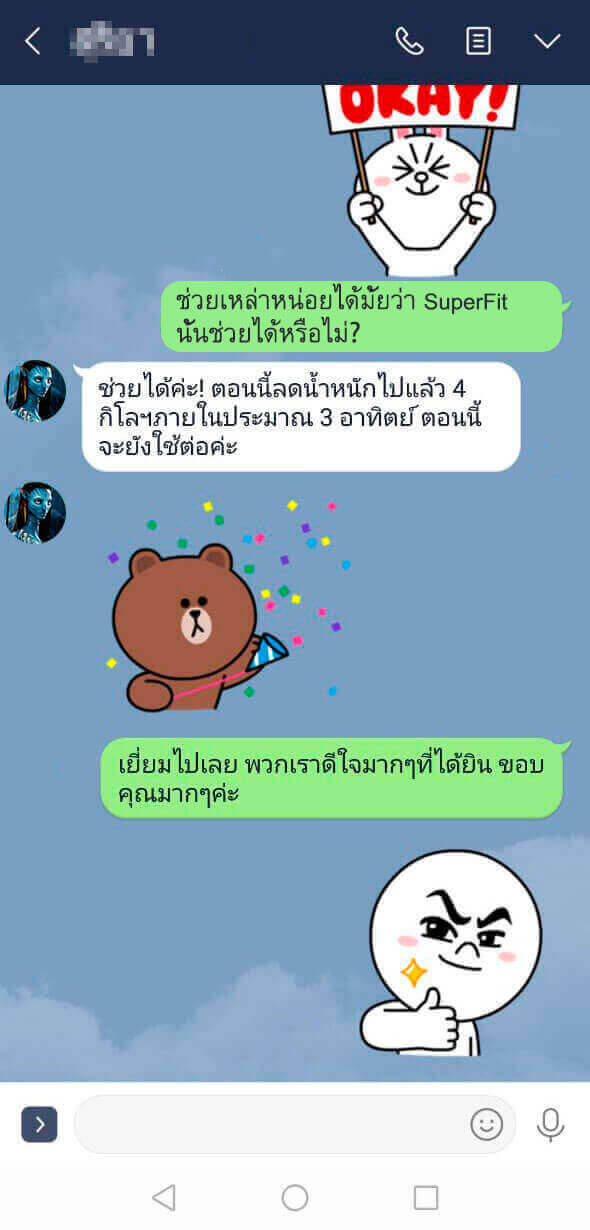 OKAY!
ช่วยเหล่าหน่อยได้มั้ยว่า SuperFit
นั้นช่วยได้หรือไม่?
ช่วยได้ค่ะ! ตอนนี้ลดน้ำหนักไปแล้ว 4
กิโลฯภายในประมาณ 3 อาทิตย์ ตอนนี้
จะยังใช้ต่อค่ะ
เยี่ยมไปเลย พวกเราดีใจมากๆที่ได้ยิน ขอบ
คุณมากๆค่ะ